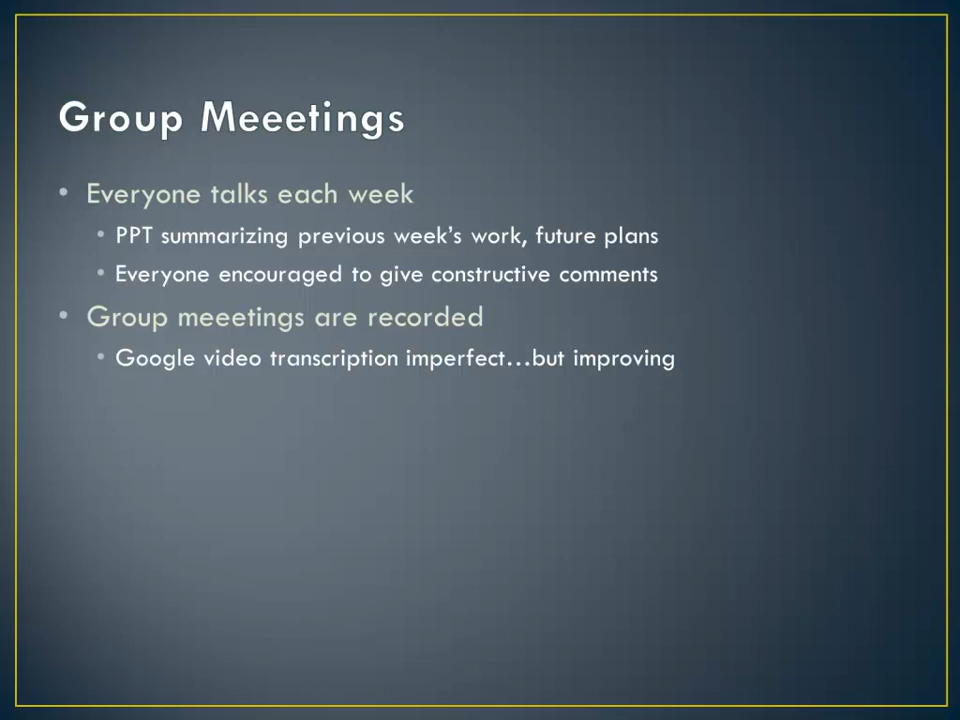 Group Meeetings
• Everyone talks each week
• PPT summarizing previous week's work, future plans
• Everyone encouraged to give constructive comments
• Group meeetings are recorded
• Google video transcription imperfect…but improving